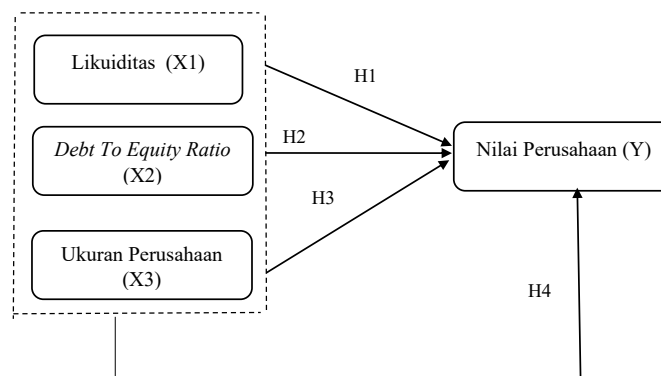 Likuiditas (X1)
Debt To Equity Ratio
(X2)
Ukuran Perusahaan
(X3)
H1
H2
H3
Nilai Perusahaan (Y)
H4